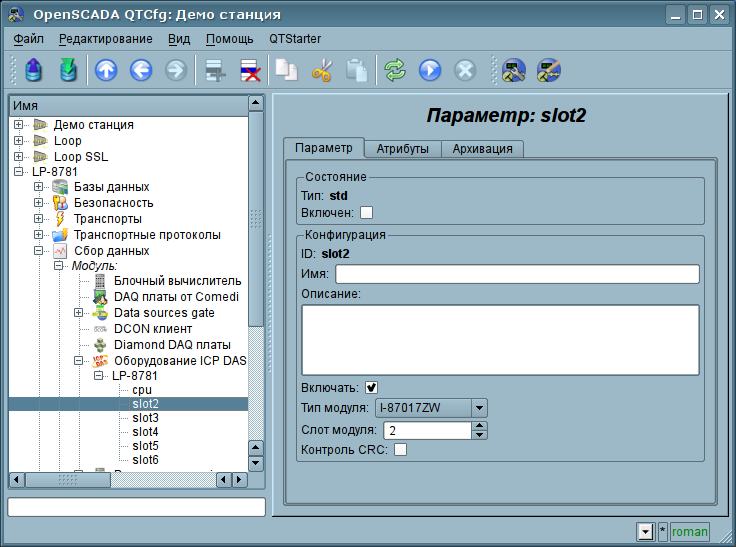 OpenSCADA QTCfg: Демо станция
Файл Редактирование Вид Помощь QTStarter
Имя
Демо станция
Loop
Loop SSL
LP-8781
Базы данных
Безопасность
Транспорты
Транспортные протоколы
Сбор данных
Модуль:
Блочный вычислитель
DAQ платы от Comedi
Data sources gate
DCON клиент
Diamond DAQ платы
Оборудование ICP DAS
LP-8781
cpu
slot2
slot3
slot4
slot5
slot6
Параметр: slot2
Параметр Атрибуты Архивация
Состояние
Тип: std
Включен:
Конфигурация
ID: slot2
Имя:
Описание:
Включать:
Тип модуля: I-87017ZW
Слот модуля: 2
Контроль CRC:
* roman